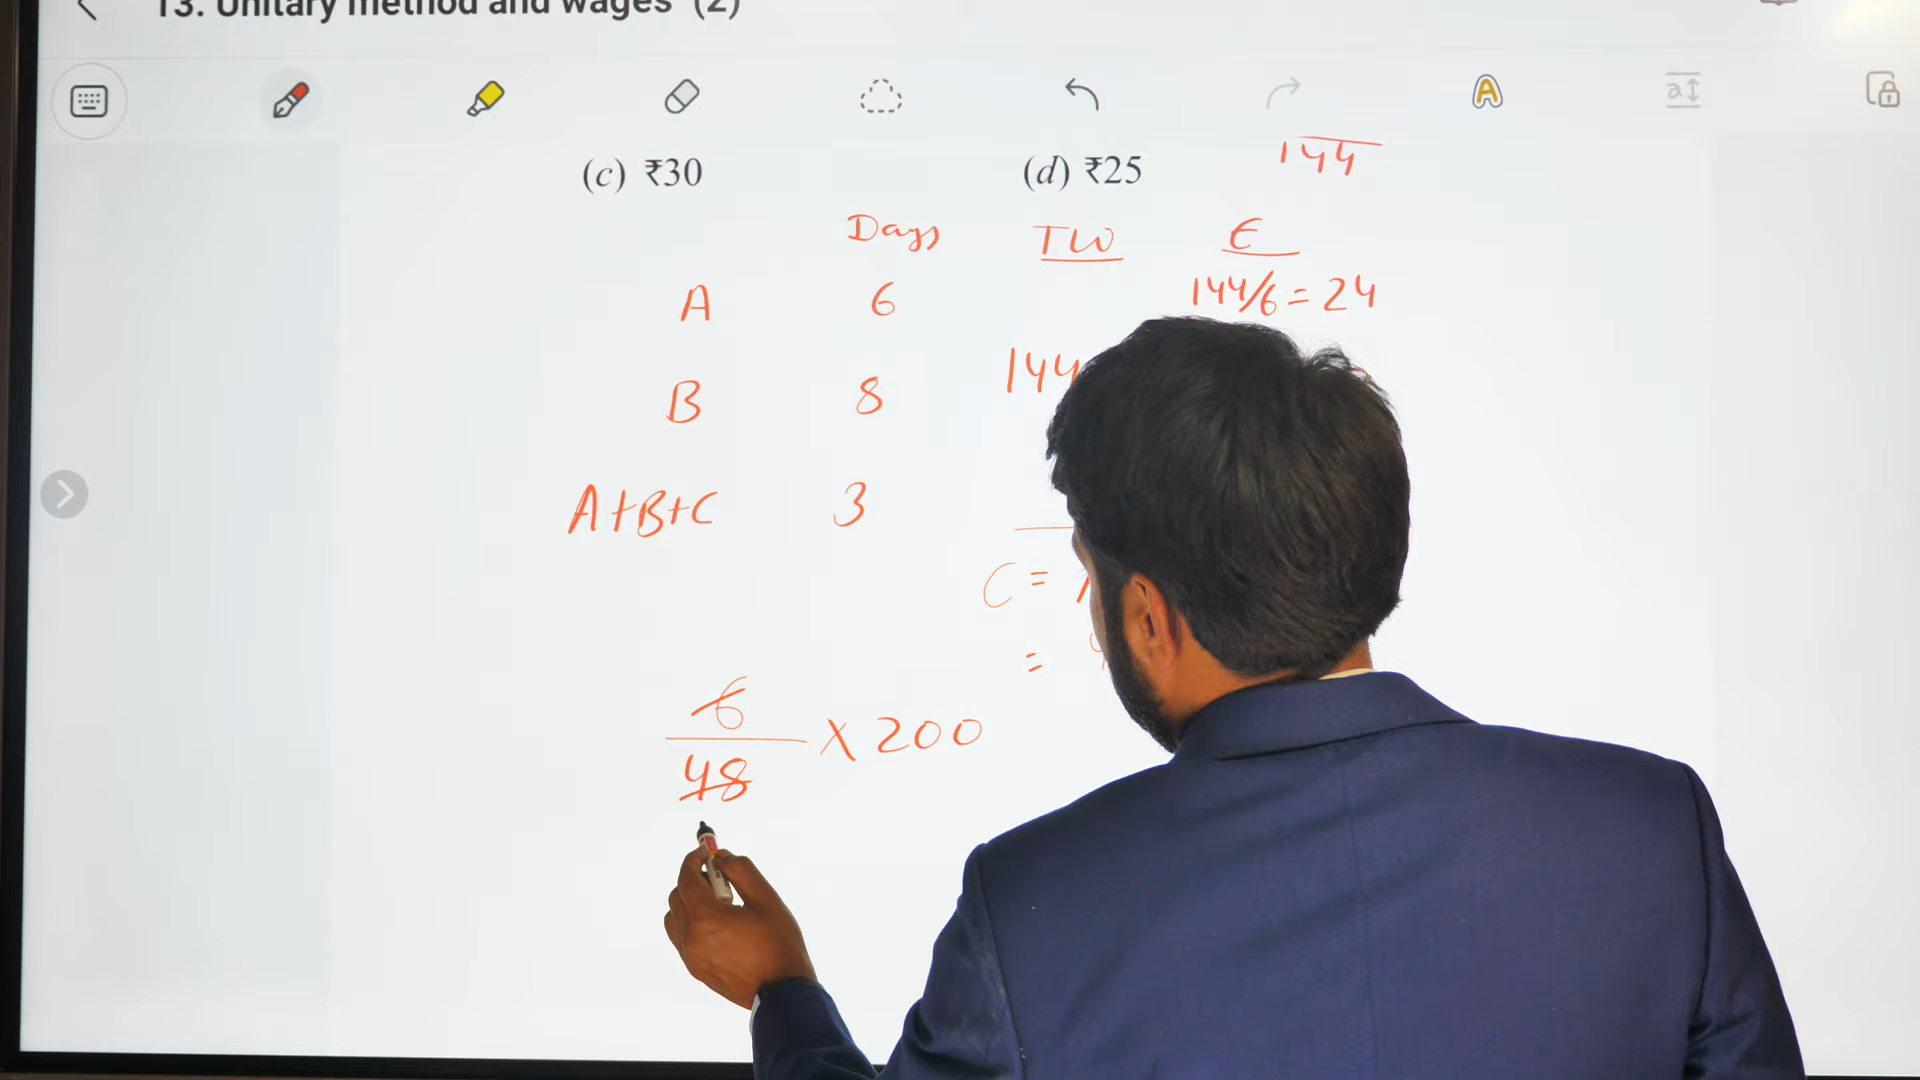 13. Unitary method and wages (2)
(c) ₹30 (d) ₹25
144
Days TW E
A 6 144/6 = 24
B 8 144
A+B+C 3
C =
=
6
48 × 200